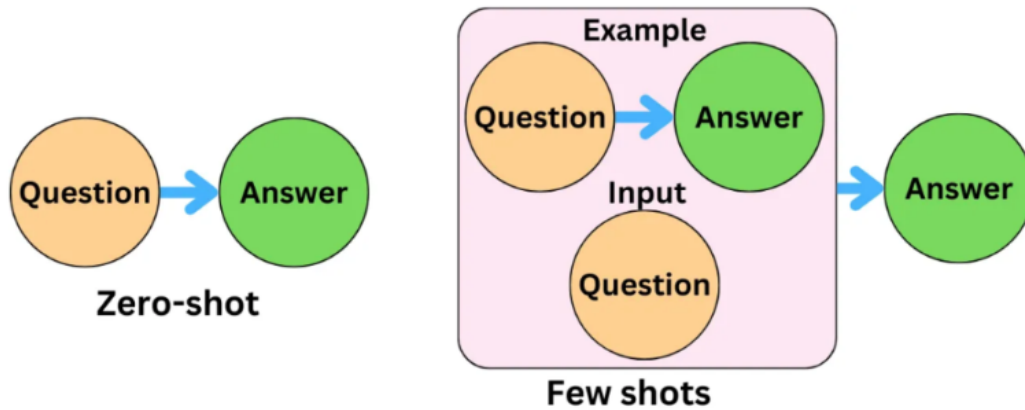 Question
Answer
Zero-shot
Example
Question
Answer
Input
Question
Few shots
Answer